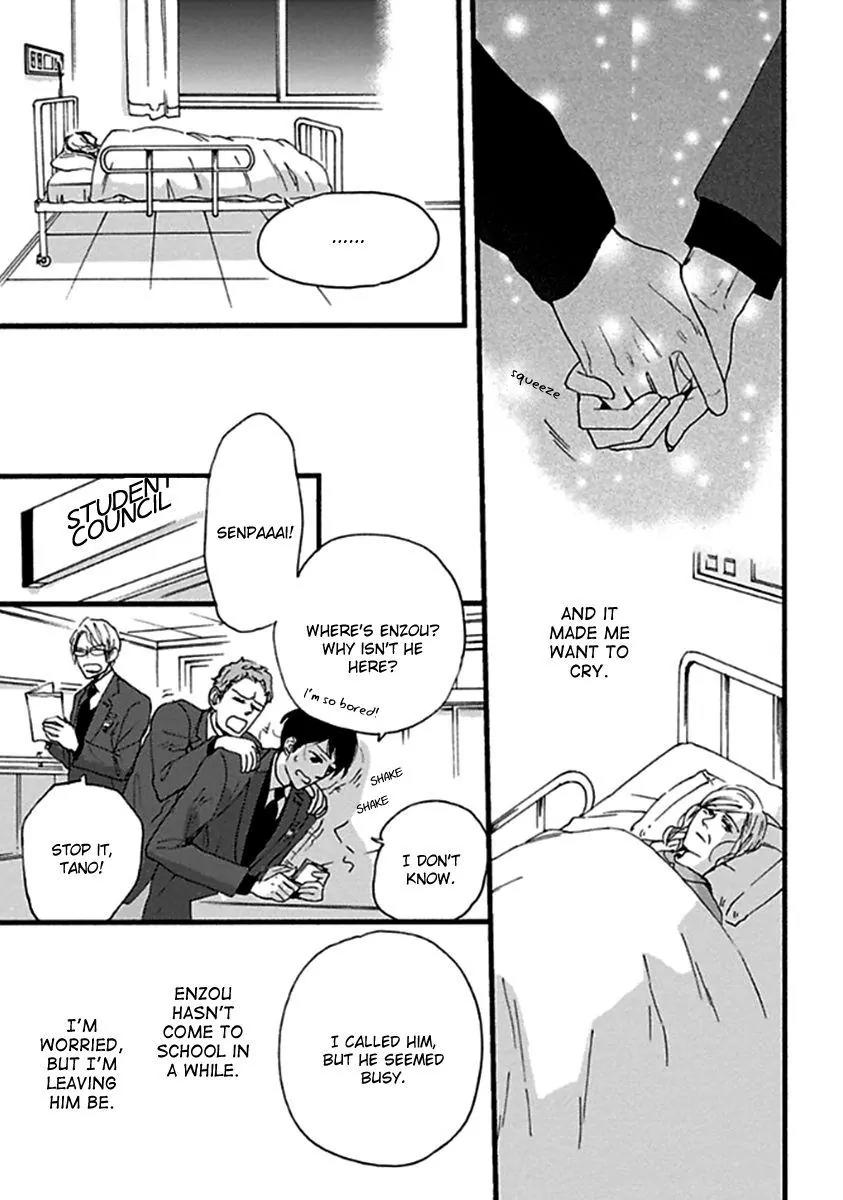 squeeze
AND IT
MADE ME
WANT TO
CRY.
......
STUDENT
COUNCIL
SENPAAAI!
WHERE'S ENZOU?
WHY ISN'T HE
HERE?
I'm so bored!
SHAKE
SHAKE
I DON'T
KNOW.
STOP IT,
TANO!
I CALLED HIM,
BUT HE SEEMED
BUSY.
ENZOU
HASN'T
COME TO
SCHOOL IN
A WHILE.
I'M
WORRIED,
BUT I'M
LEAVING
HIM BE.